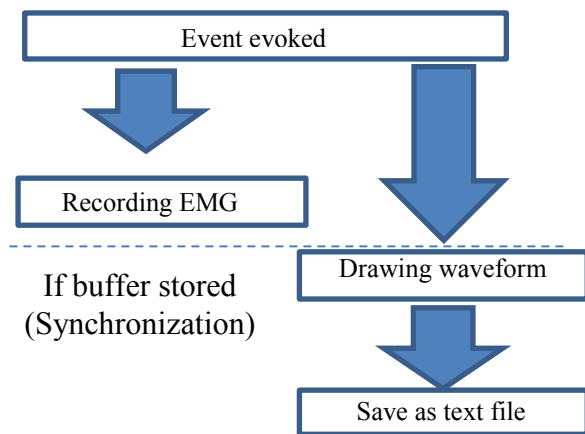 Event evoked
Recording EMG
If buffer stored
(Synchronization)
Drawing waveform
Save as text file